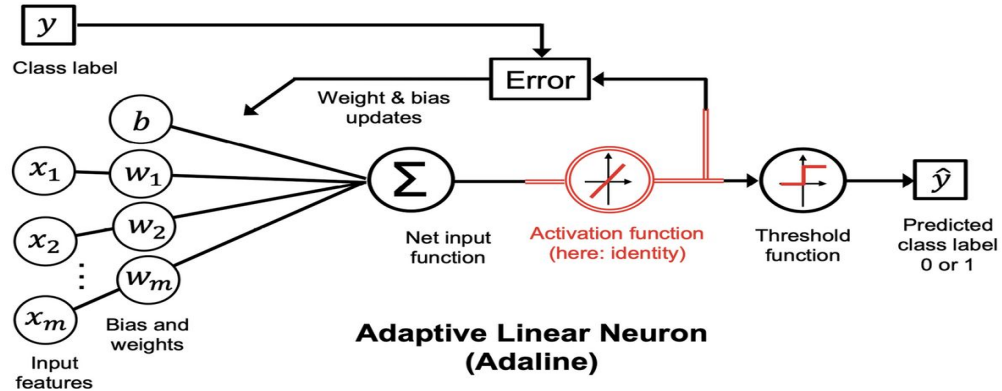 y
Class label
Error
Weight & bias
updates
b
x₁
w₁
x₂
w₂
⋮
wₘ
xₘ
Σ
ŷ
Net input
function
Activation function
(here: identity)
Threshold
function
Predicted
class label
0 or 1
Bias and
weights
Input
features
Adaptive Linear Neuron
(Adaline)